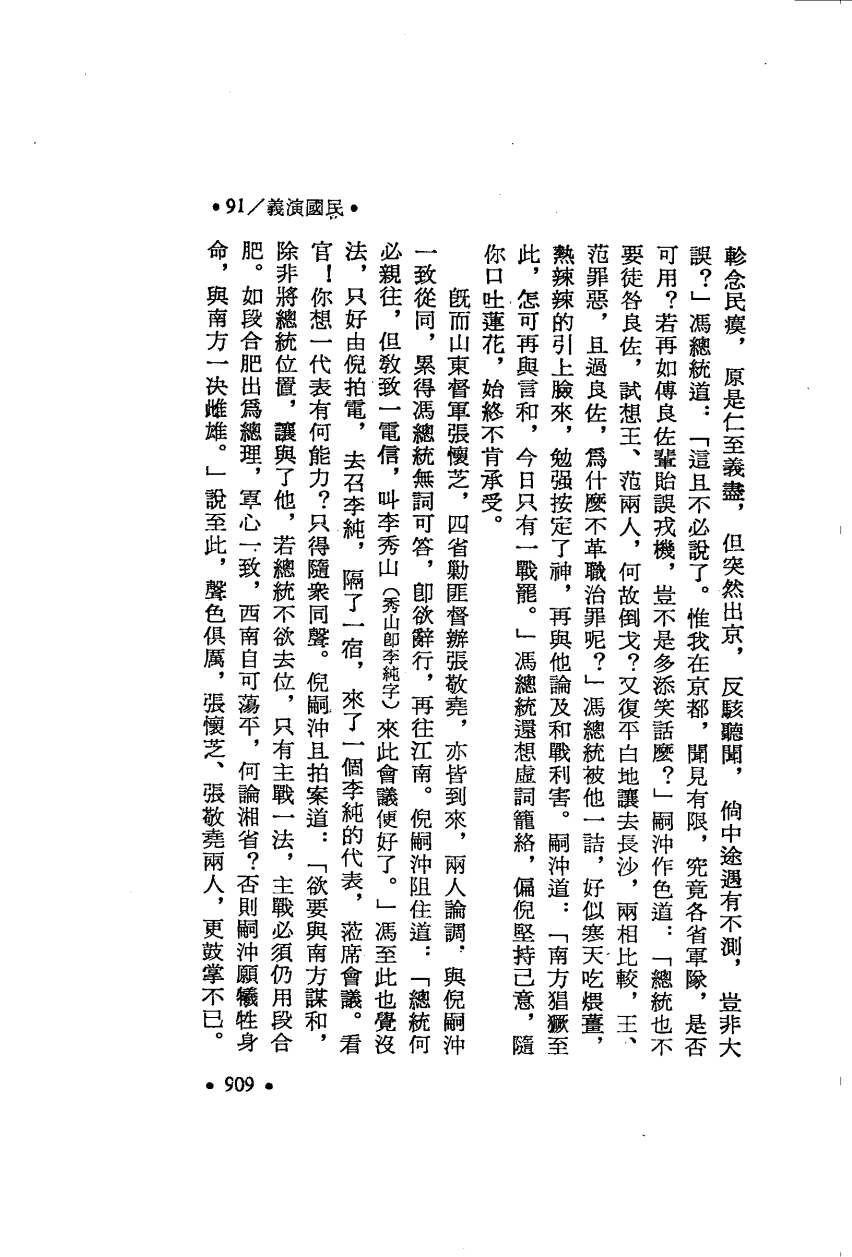 •民國演義／91•
軫念民瘼，原是仁至義盡，但突然出京，反駭聽聞，倘中途遇有不測，豈非大
誤？」馮總統道：「這且不必說了。惟我在京都，聞見有限，究竟各省軍隊，是否
可用？若再如傅良佐輩貽誤戎機，豈不是多添笑話麼？」嗣沖作色道：「總統也不
要徒咎良佐，試想王、范兩人，何故倒戈？又復平白地讓去長沙，兩相比較，王、
范罪惡，且過良佐，爲什麼不革職治罪呢？」馮總統被他一詰，好似寒天吃煨薑，
熱辣辣的引上臉來，勉强按定了神，再與他論及和戰利害。嗣沖道：「南方猖獗至
此，怎可再與言和，今日只有一戰罷。」馮總統還想虛詞籠絡，偏倪堅持己意，隨
你口吐蓮花，始終不肯承受。
既而山東督軍張懷芝，四省勦匪督辦張敬堯，亦皆到來，兩人論調，與倪嗣沖
一致從同，累得馮總統無詞可答，卽欲辭行，再往江南。倪嗣沖阻住道：「總統何
必親往，但敎致一電信，叫李秀山（秀山卽李純字）來此會議便好了。」馮至此也覺沒
法，只好由倪拍電，去召李純，隔了一宿，來了一個李純的代表，蒞席會議。看
官！你想一代表有何能力？只得隨衆同聲。倪嗣沖且拍案道：「欲要與南方謀和，
除非將總統位置，讓與了他，若總統不欲去位，只有主戰一法，主戰必須仍用段合
肥。如段合肥出爲總理，軍心一致，西南自可蕩平，何論湘省？否則嗣沖願犧牲身
命，與南方一決雌雄。」說至此，聲色俱厲，張懷芝、張敬堯兩人，更鼓掌不已。
•909•